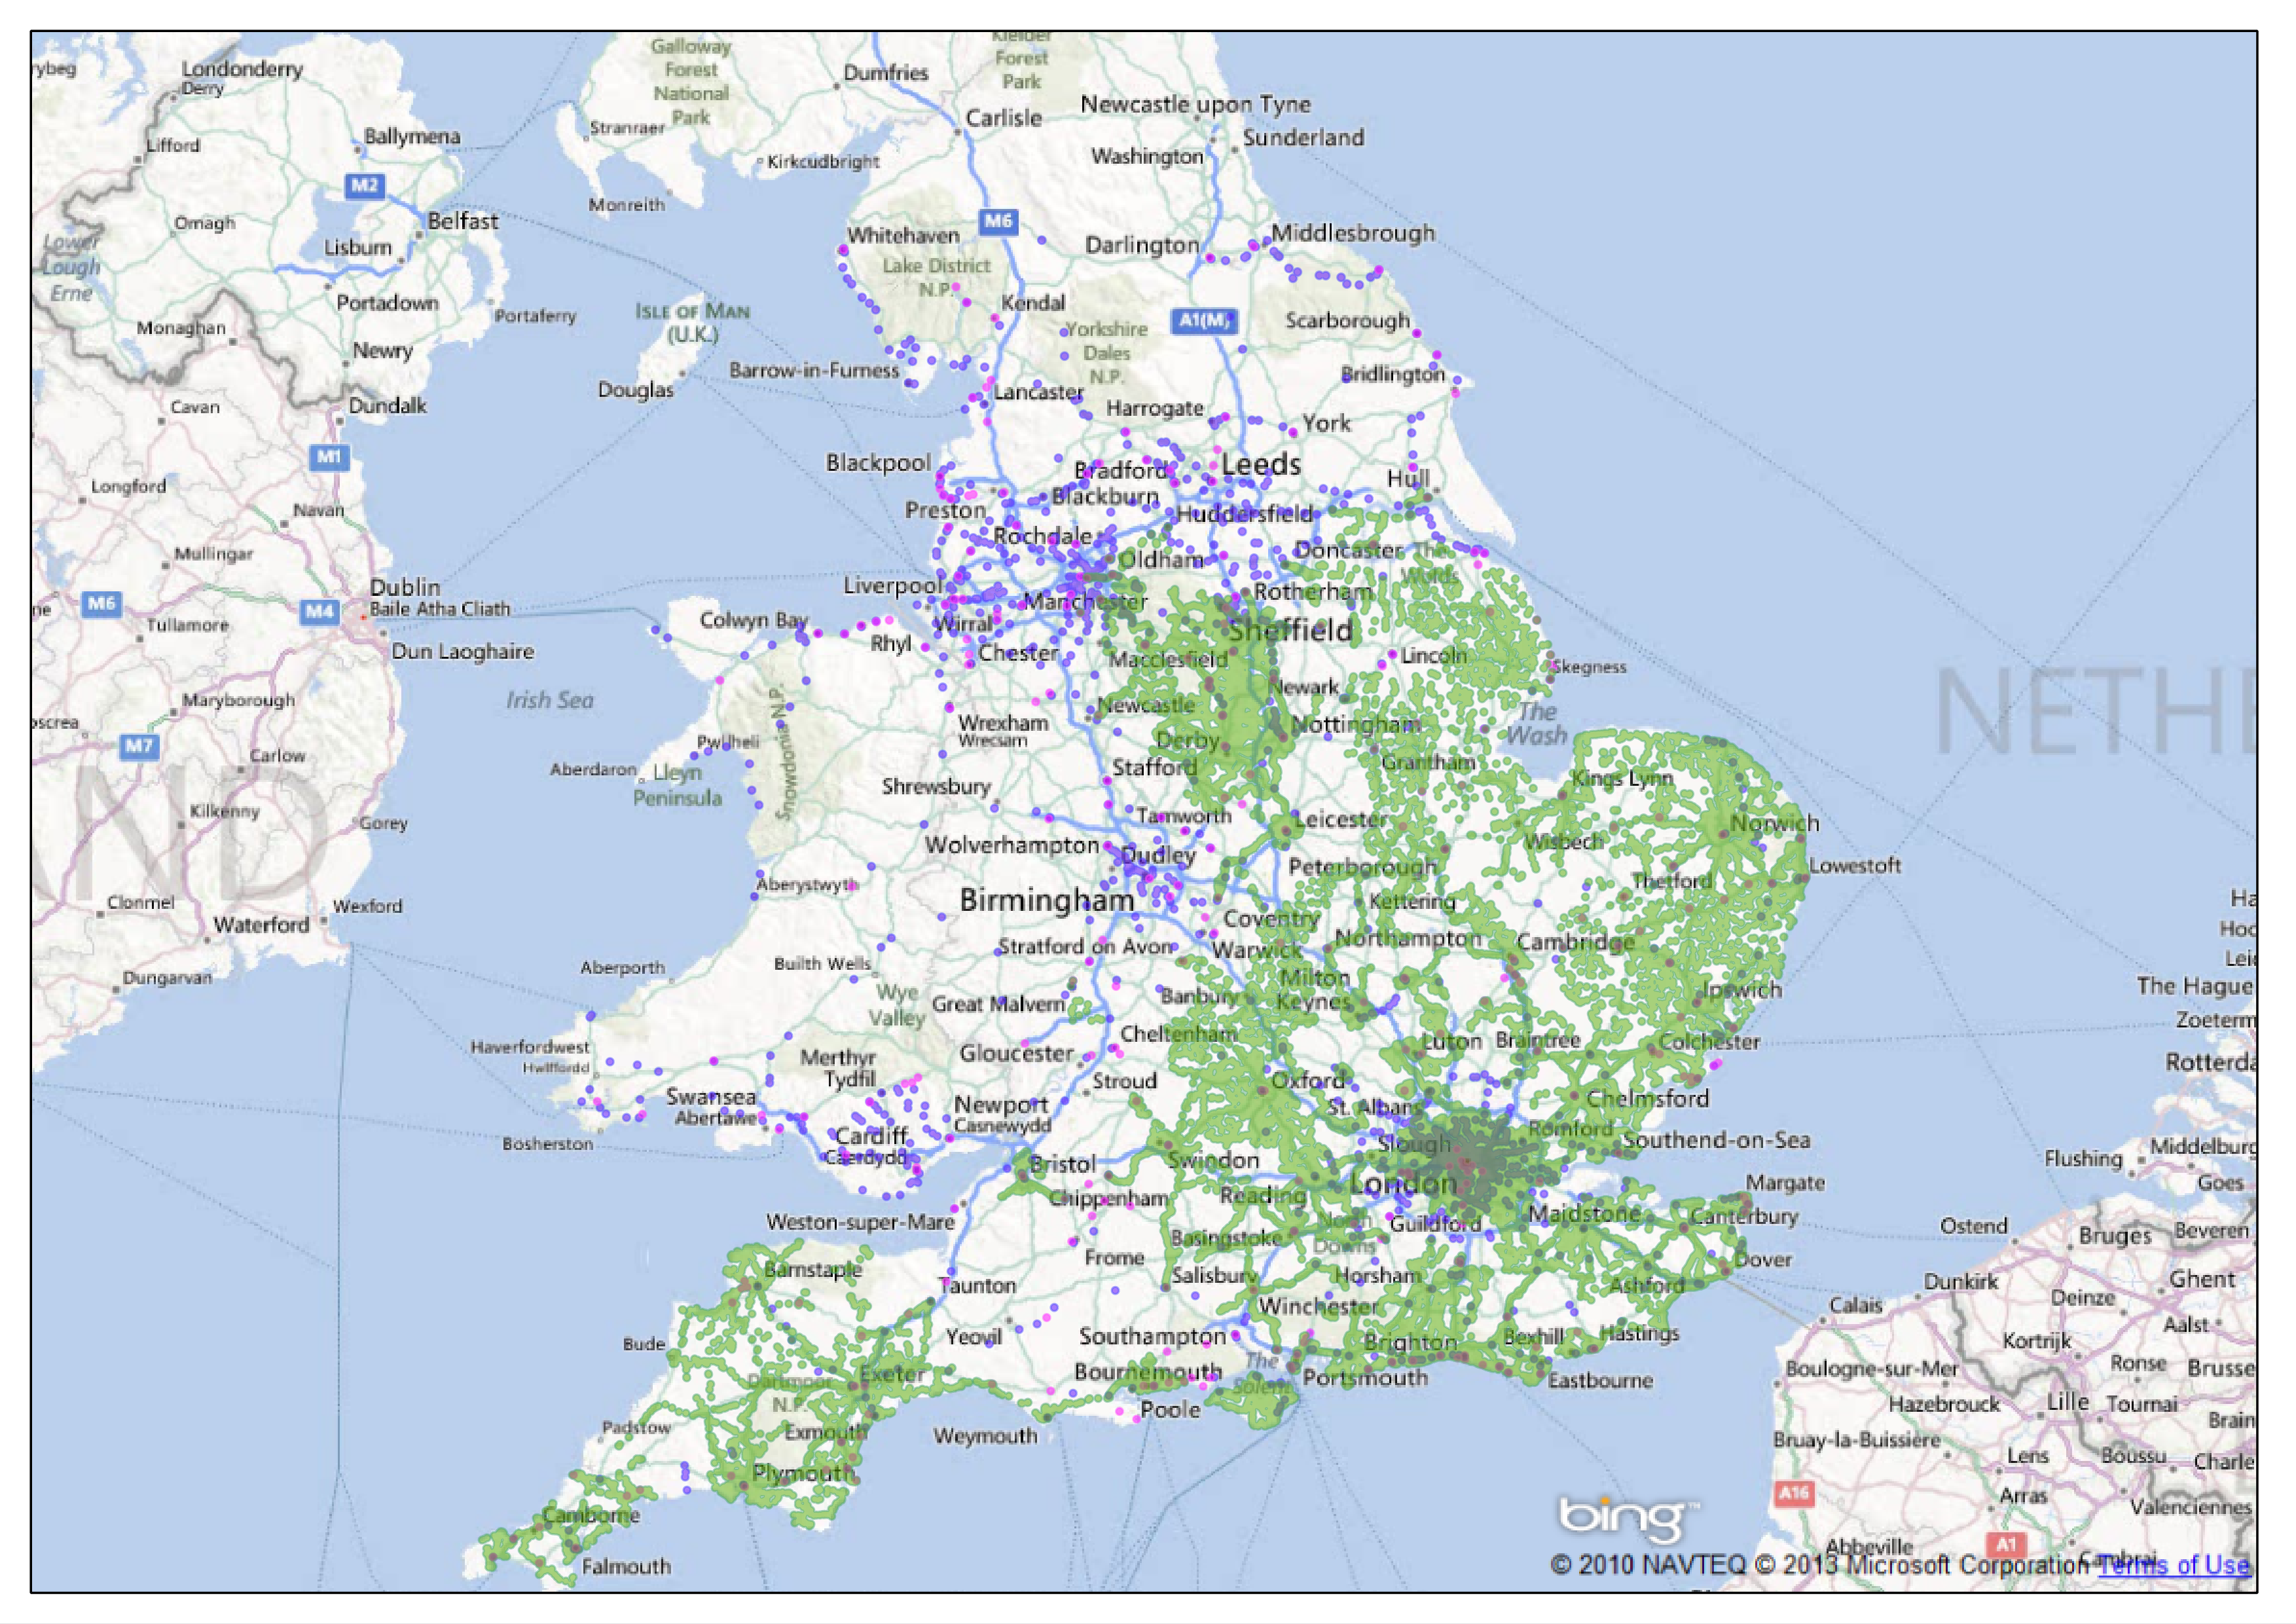 Galloway
Forest
National
Park
Kielder
Forest
Park
rybeg
Londonderry
Derry
Dumfries
Newcastle upon Tyne
Carlisle
Sunderland
Ballymena
Stranraer
Lifford
Kirkcudbright
Washington
M2
Monreith
Omagh
Belfast
M6
Whitehaven
Darlington
Middlesbrough
Lower
Lough
Erne
Lisburn
Lake District
N.P.
Portadown
Kendal
Portaferry
ISLE OF MAN
(U.K.)
A1(M)
Scarborough
Monaghan
Yorkshire
Dales
N.P.
Newry
Barrow-in-Furness
Bridlington
Douglas
Lancaster
Cavan
Dundalk
Harrogate
York
M1
Blackpool
Bradford
Leeds
Longford
Hull
Blackburn
Navan
Preston
Huddersfield
Rochdale
Mullingar
Oldham
Doncaster
The
Wolds
Dublin
Baile Atha Cliath
Liverpool
Rotherham
ne
M6
M4
Manchester
Tullamore
Colwyn Bay
Wirral
Sheffield
Rhyl
Dun Laoghaire
Chester
Macclesfield
Lincoln
Skegness
Newark
Irish Sea
Maryborough
NETHE
oscrea
Newcastle
The
Wash
Wrexham
Wrecsam
Nottingham
M7
Pwllheli
Derby
Carlow
Snowdonia N.P.
Aberdaron
Lleyn
Peninsula
Stafford
Grantham
Kings Lynn
Shrewsbury
AND
Kilkenny
Gorey
Tamworth
Leicester
Norwich
Wolverhampton
Dudley
Wisbech
Peterborough
Lowestoft
Aberystwyth
Thetford
Clonmel
Wexford
Birmingham
Kettering
Ha
Waterford
Coventry
Hoo
Stratford on Avon
Warwick
Northampton
Cambridge
Aberporth
Builth Wells
Lei
Dungarvan
Milton
Keynes
The Hague
Wye
Valley
Great Malvern
Banbury
Ipswich
Zoeterm
Haverfordwest
Hwlffordd
Merthyr
Tydfil
Gloucester
Cheltenham
Luton
Braintree
Colchester
Rotterda
Stroud
Oxford
Swansea
Abertawe
Newport
Casnewydd
St. Albans
Chelmsford
Bosherston
Cardiff
Caerdydd
Slough
Romford
Southend-on-Sea
Middelburg
Flushing
Bristol
Swindon
London
Goes
Chippenham
Reading
Margate
Weston-super-Mare
North
Downs
Guildford
Maidstone
Canterbury
Ostend
Bruges
Beveren
Basingstoke
Frome
Dover
Barnstaple
Salisbury
Horsham
Ashford
Dunkirk
Ghent
Taunton
Calais
Deinze
Winchester
Aalst
Bude
Yeovil
Southampton
Brighton
Bexhill
Hastings
Kortrijk
Boulogne-sur-Mer
Ronse
Brusse
Exeter
Bournemouth
The
Solent
Portsmouth
Eastbourne
Dartmoor
N.P.
Hazebrouck
Lille
Tournai
Poole
Brain
Padstow
Exmouth
Weymouth
Bruay-la-Buissière
Lens
Boussu
Charle
Plymouth
A16
Arras
Valenciennes
Camborne
bing™
Abbeville
A1
Cambrai
Falmouth
© 2010 NAVTEQ © 2013 Microsoft Corporation Terms of Use